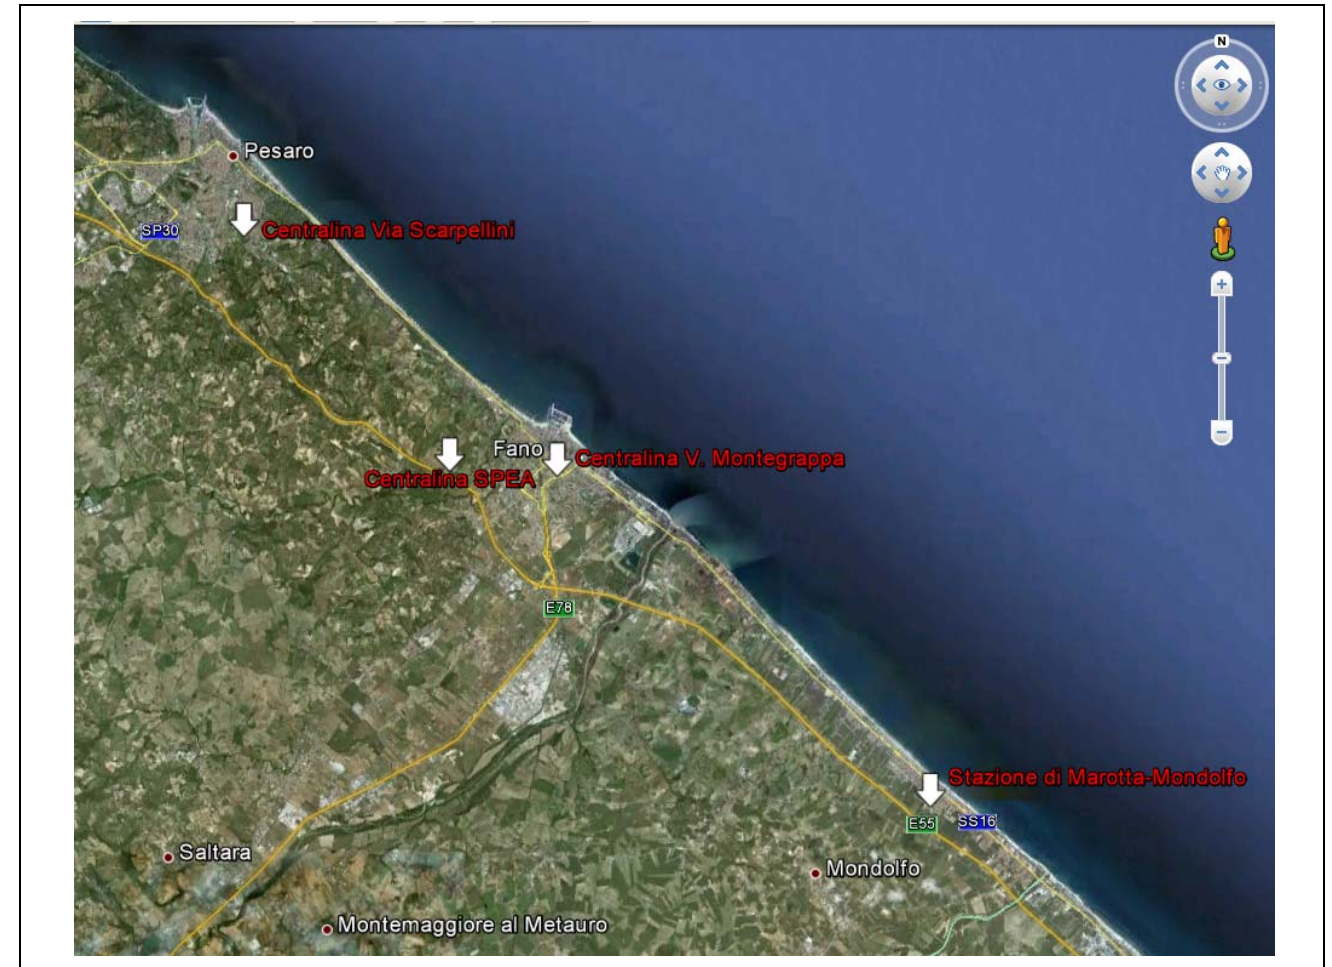 N
Pesaro
SP30
Centralina Via Scarpellini
Fano
Centralina V. Montegrappa
Centralina SPEA
E78
Stazione di Marotta-Mondolfo
E55
SS16
Saltara
Mondolfo
Montemaggiore al Metauro